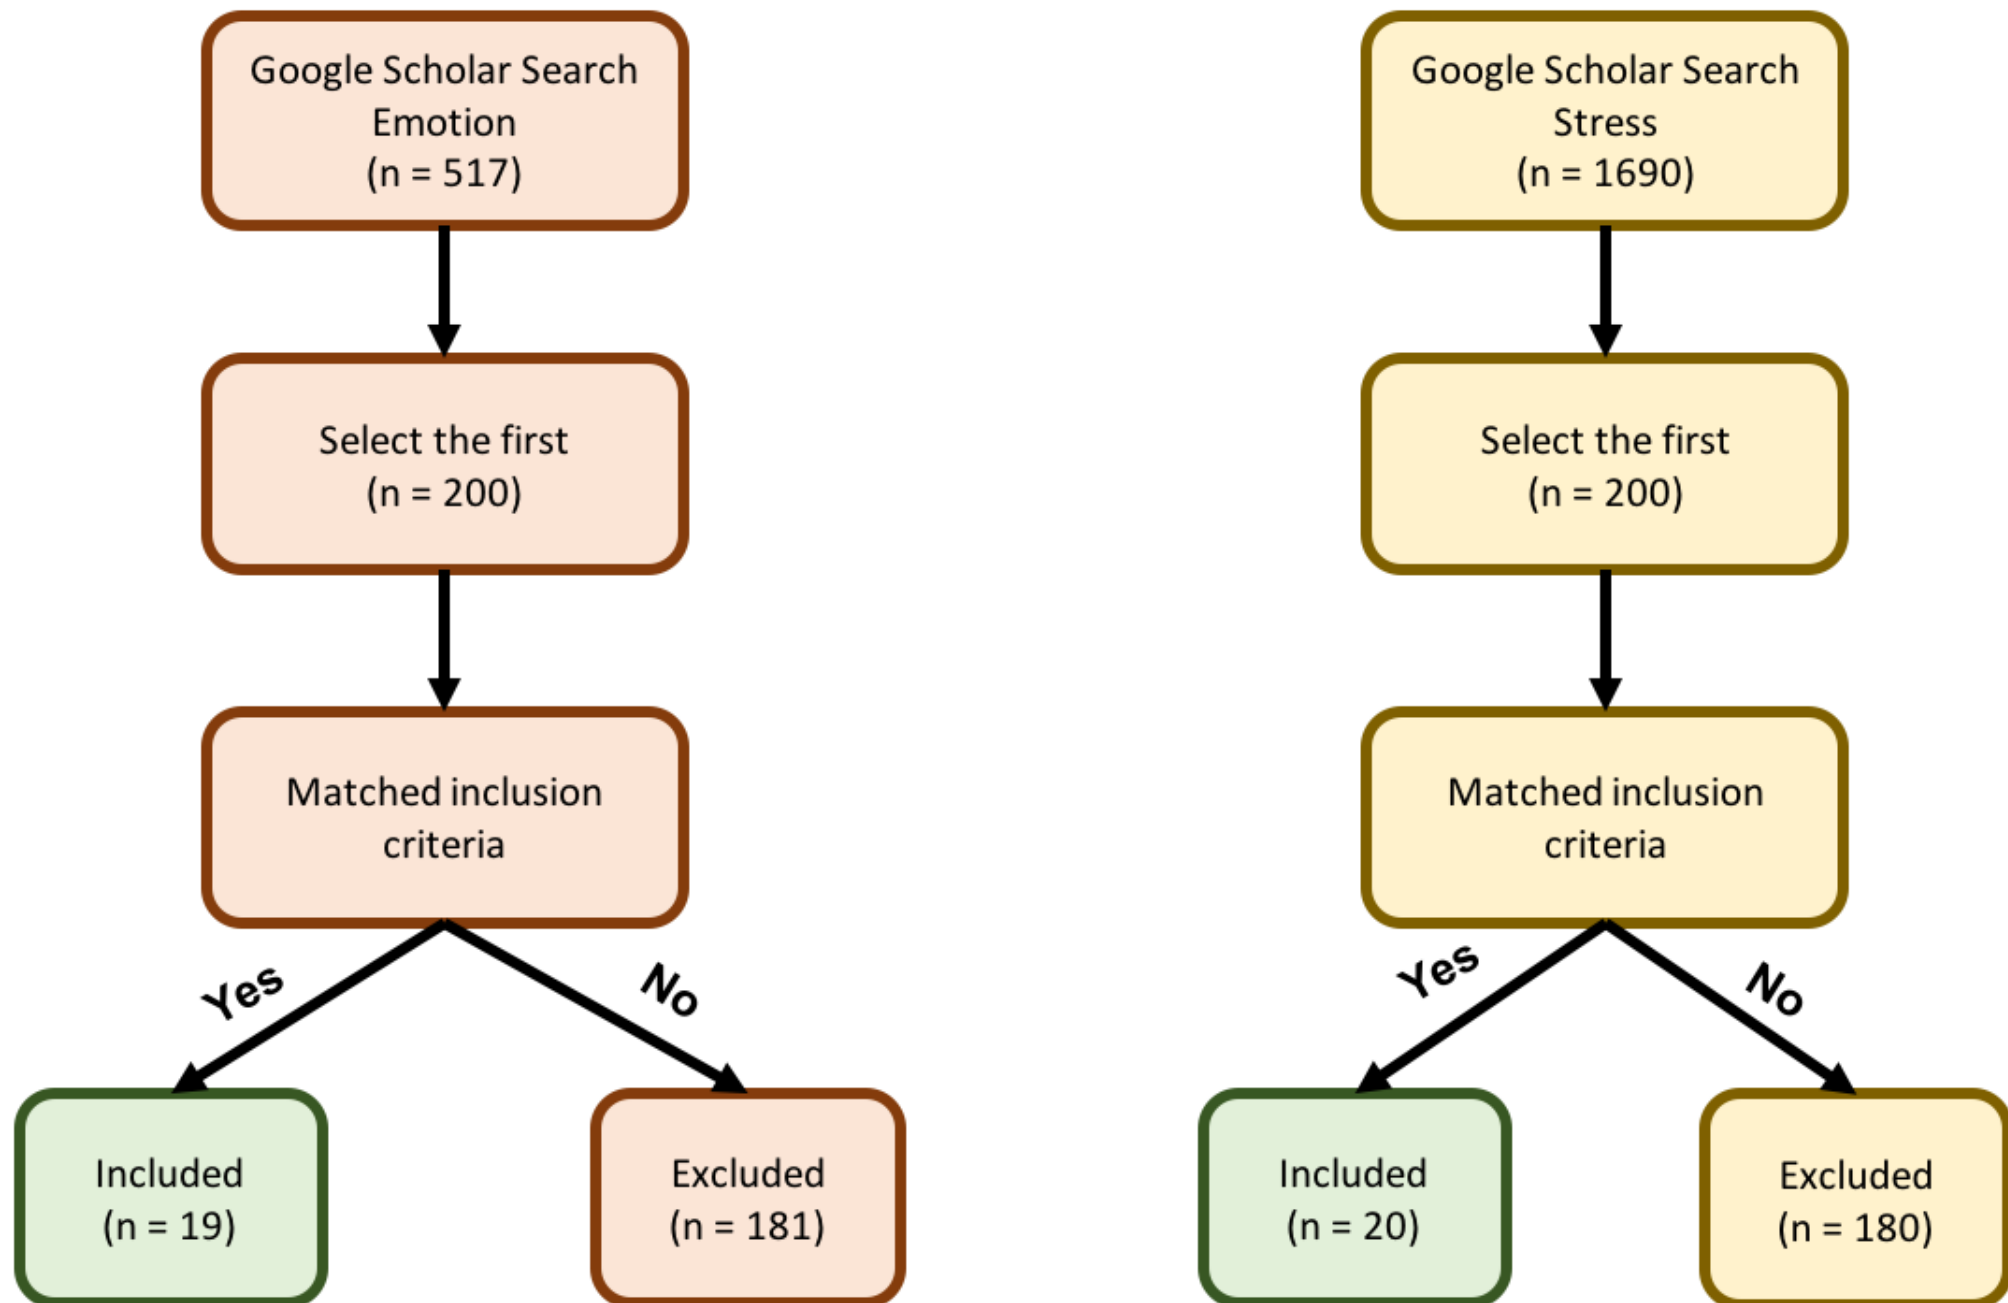 Google Scholar Search
Emotion
(n = 517)
Select the first
(n = 200)
Matched inclusion
criteria
Yes
No
Included
(n = 19)
Excluded
(n = 181)
Google Scholar Search
Stress
(n = 1690)
Select the first
(n = 200)
Matched inclusion
criteria
Yes
No
Included
(n = 20)
Excluded
(n = 180)